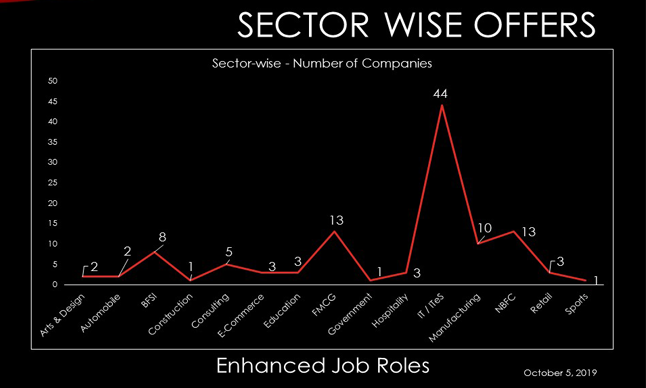 SECTOR WISE OFFERS
Sector-wise - Number of Companies
50
45
40
35
30
25
20
15
10
5
0
2
2
8
1
5
3
3
13
1
3
44
10
13
3
1
Arts & Design
Automobile
BFSI
Construction
Consulting
E-Commerce
Education
FMCG
Government
Hospitality
IT / ITeS
Manufacturing
NBFC
Retail
Sports
Enhanced Job Roles
October 5, 2019